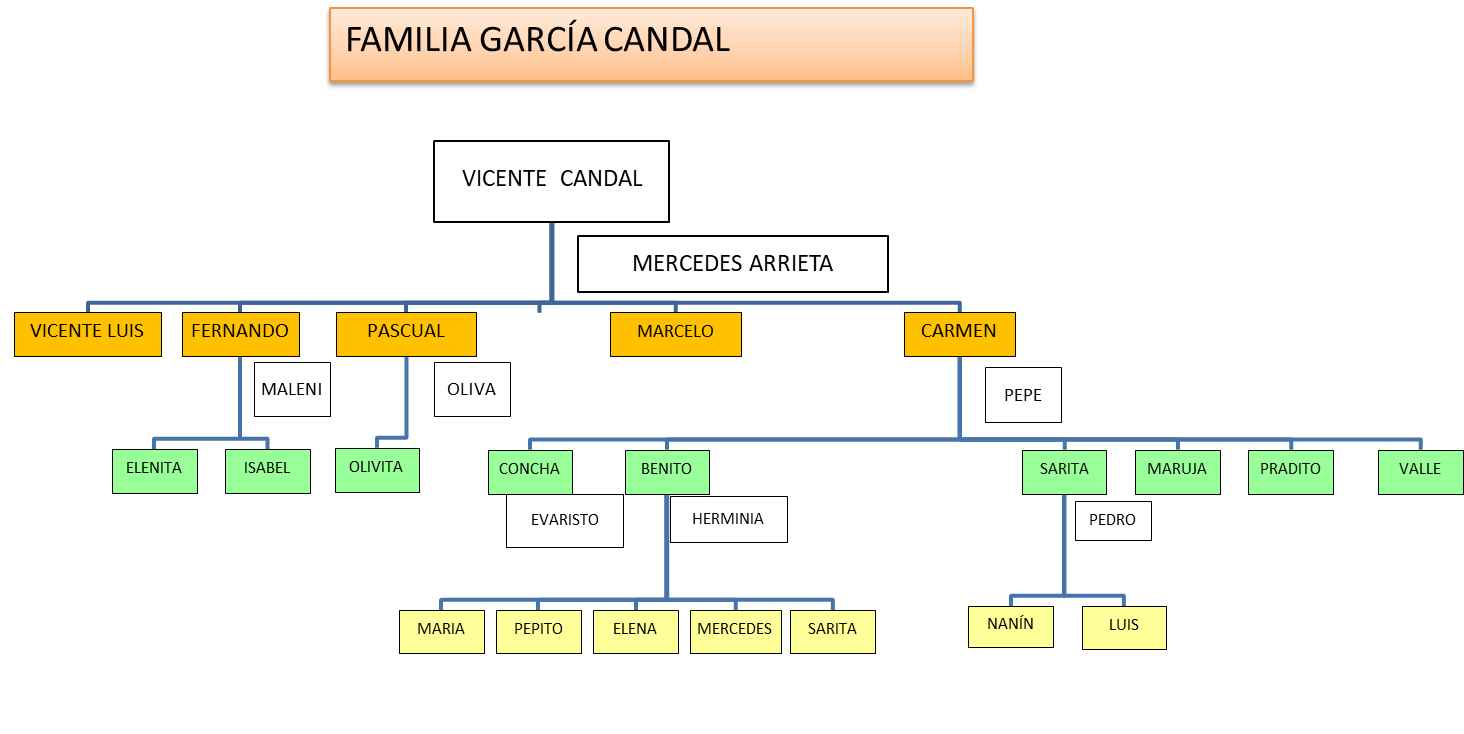 FAMILIA GARCÍA CANDAL
VICENTE CANDAL
MERCEDES ARRIETA
VICENTE LUIS
FERNANDO
PASCUAL
MARCELO
CARMEN
MALENI
OLIVA
PEPE
ELENITA
ISABEL
OLIVITA
CONCHA
BENITO
SARITA
MARUJA
PRADITO
VALLE
EVARISTO
HERMINIA
PEDRO
MARIA
PEPITO
ELENA
MERCEDES
SARITA
NANÍN
LUIS